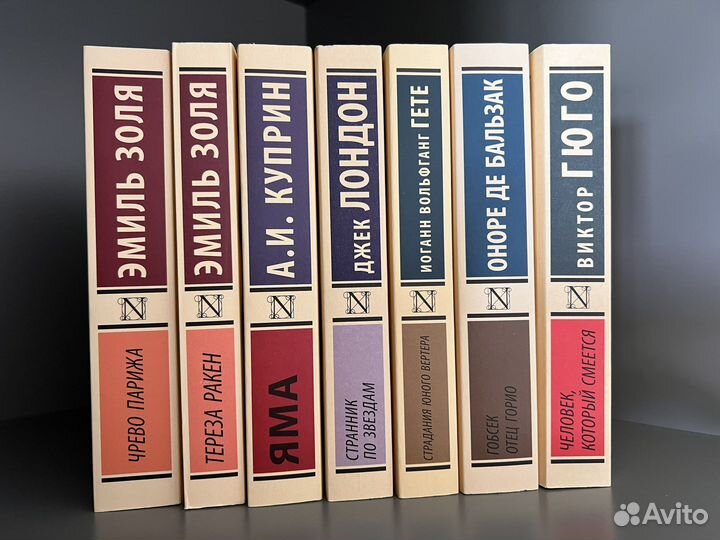 ЭМИЛЬ ЗОЛЯ
ЧРЕВО ПАРИЖА
ЭМИЛЬ ЗОЛЯ
ТЕРЕЗА РАКЕН
А.И. КУПРИН
ЯМА
ДЖЕК ЛОНДОН
СТРАННИК
ПО ЗВЕЗДАМ
ИОГАНН ВОЛЬФГАНГ ГЕТЕ
СТРАДАНИЯ ЮНОГО ВЕРТЕРА
ОНОРЕ ДЕ БАЛЬЗАК
ГОБСЕК
ОТЕЦ ГОРИО
ВИКТОР ГЮГО
ЧЕЛОВЕК,
КОТОРЫЙ СМЕЕТСЯ
Avito